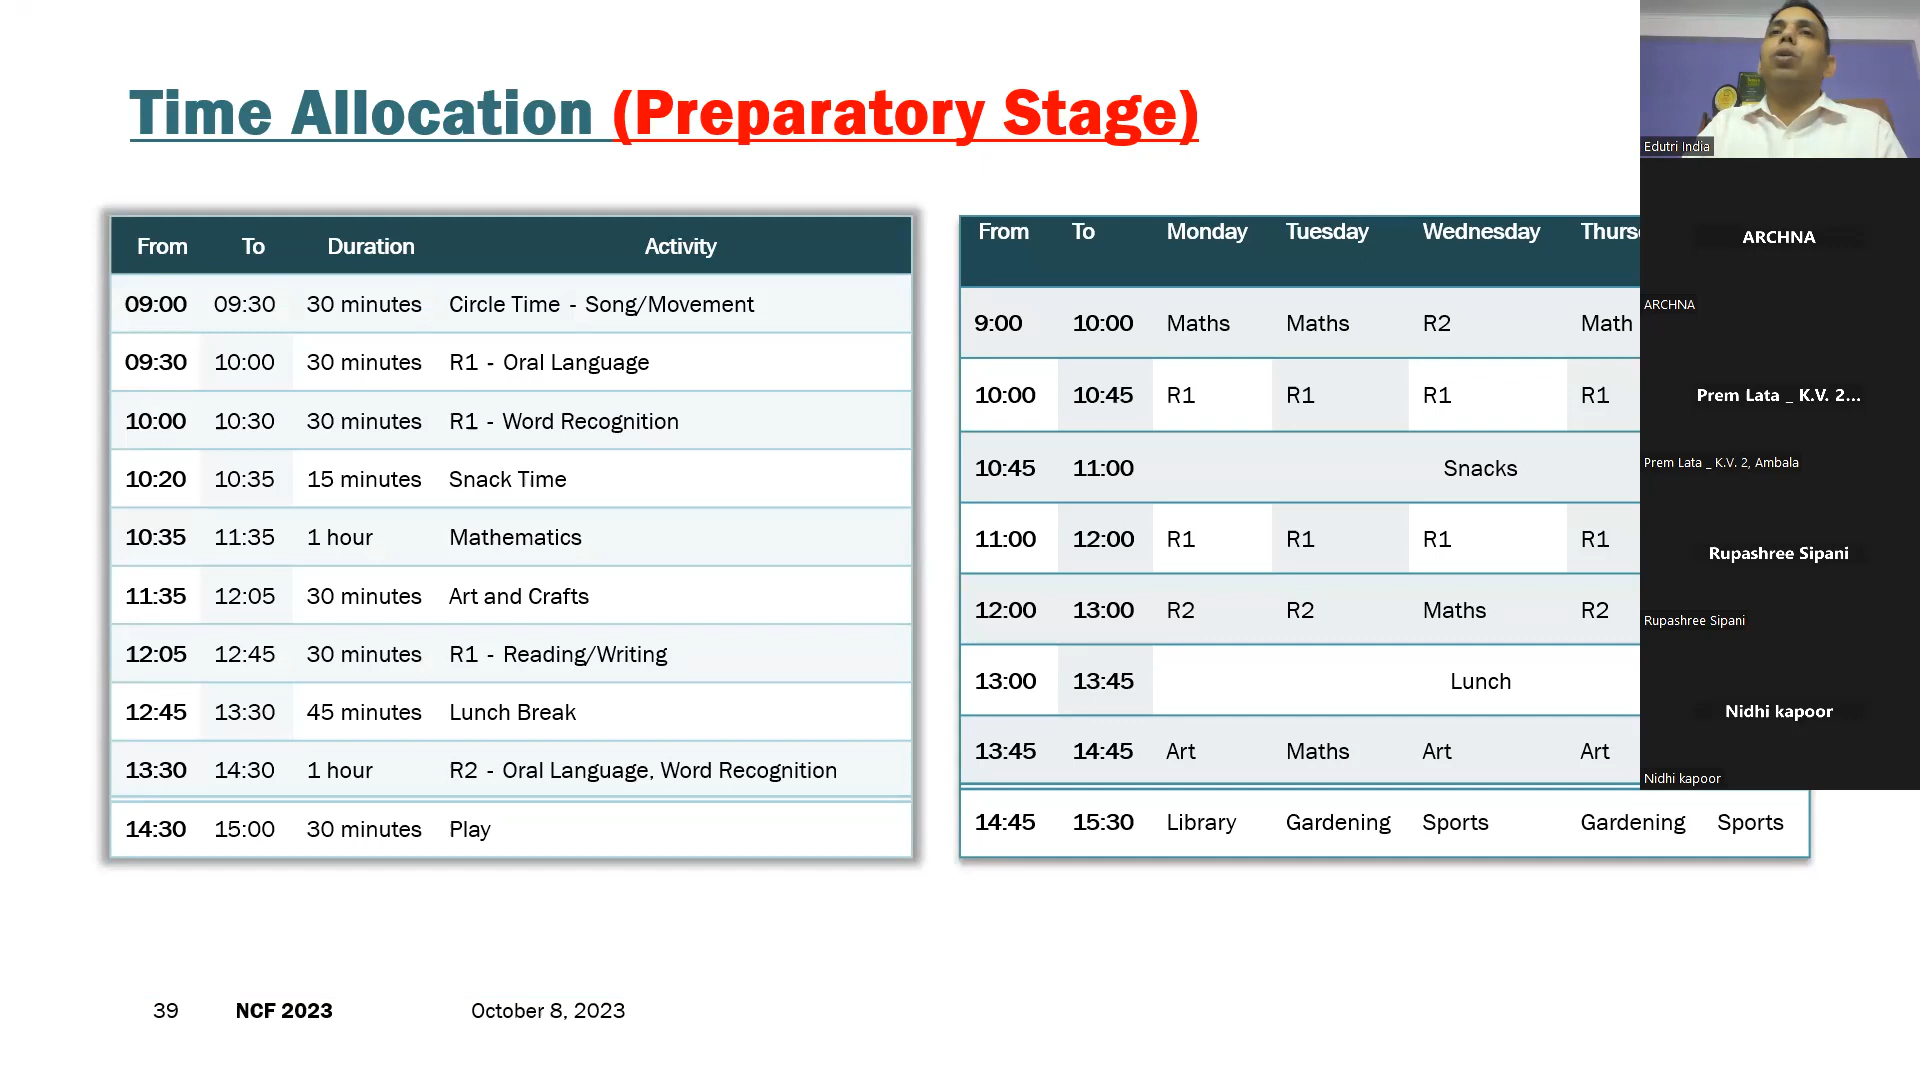 Time Allocation (Preparatory Stage)
From To Duration Activity
09:00 09:30 30 minutes Circle Time - Song/Movement
09:30 10:00 30 minutes R1 - Oral Language
10:00 10:30 30 minutes R1 - Word Recognition
10:20 10:35 15 minutes Snack Time
10:35 11:35 1 hour Mathematics
11:35 12:05 30 minutes Art and Crafts
12:05 12:45 30 minutes R1 - Reading/Writing
12:45 13:30 45 minutes Lunch Break
13:30 14:30 1 hour R2 - Oral Language, Word Recognition
14:30 15:00 30 minutes Play
From To Monday Tuesday Wednesday Thurs
9:00 10:00 Maths Maths R2 Math
10:00 10:45 R1 R1 R1 R1
10:45 11:00 Snacks
11:00 12:00 R1 R1 R1 R1
12:00 13:00 R2 R2 Maths R2
13:00 13:45 Lunch
13:45 14:45 Art Maths Art Art
14:45 15:30 Library Gardening Sports Gardening Sports
Edutri India
ARCHNA
ARCHNA
Prem Lata _ K.V. 2...
Prem Lata _ K.V. 2, Ambala
Rupashree Sipani
Rupashree Sipani
Nidhi kapoor
Nidhi kapoor
39 NCF 2023 October 8, 2023